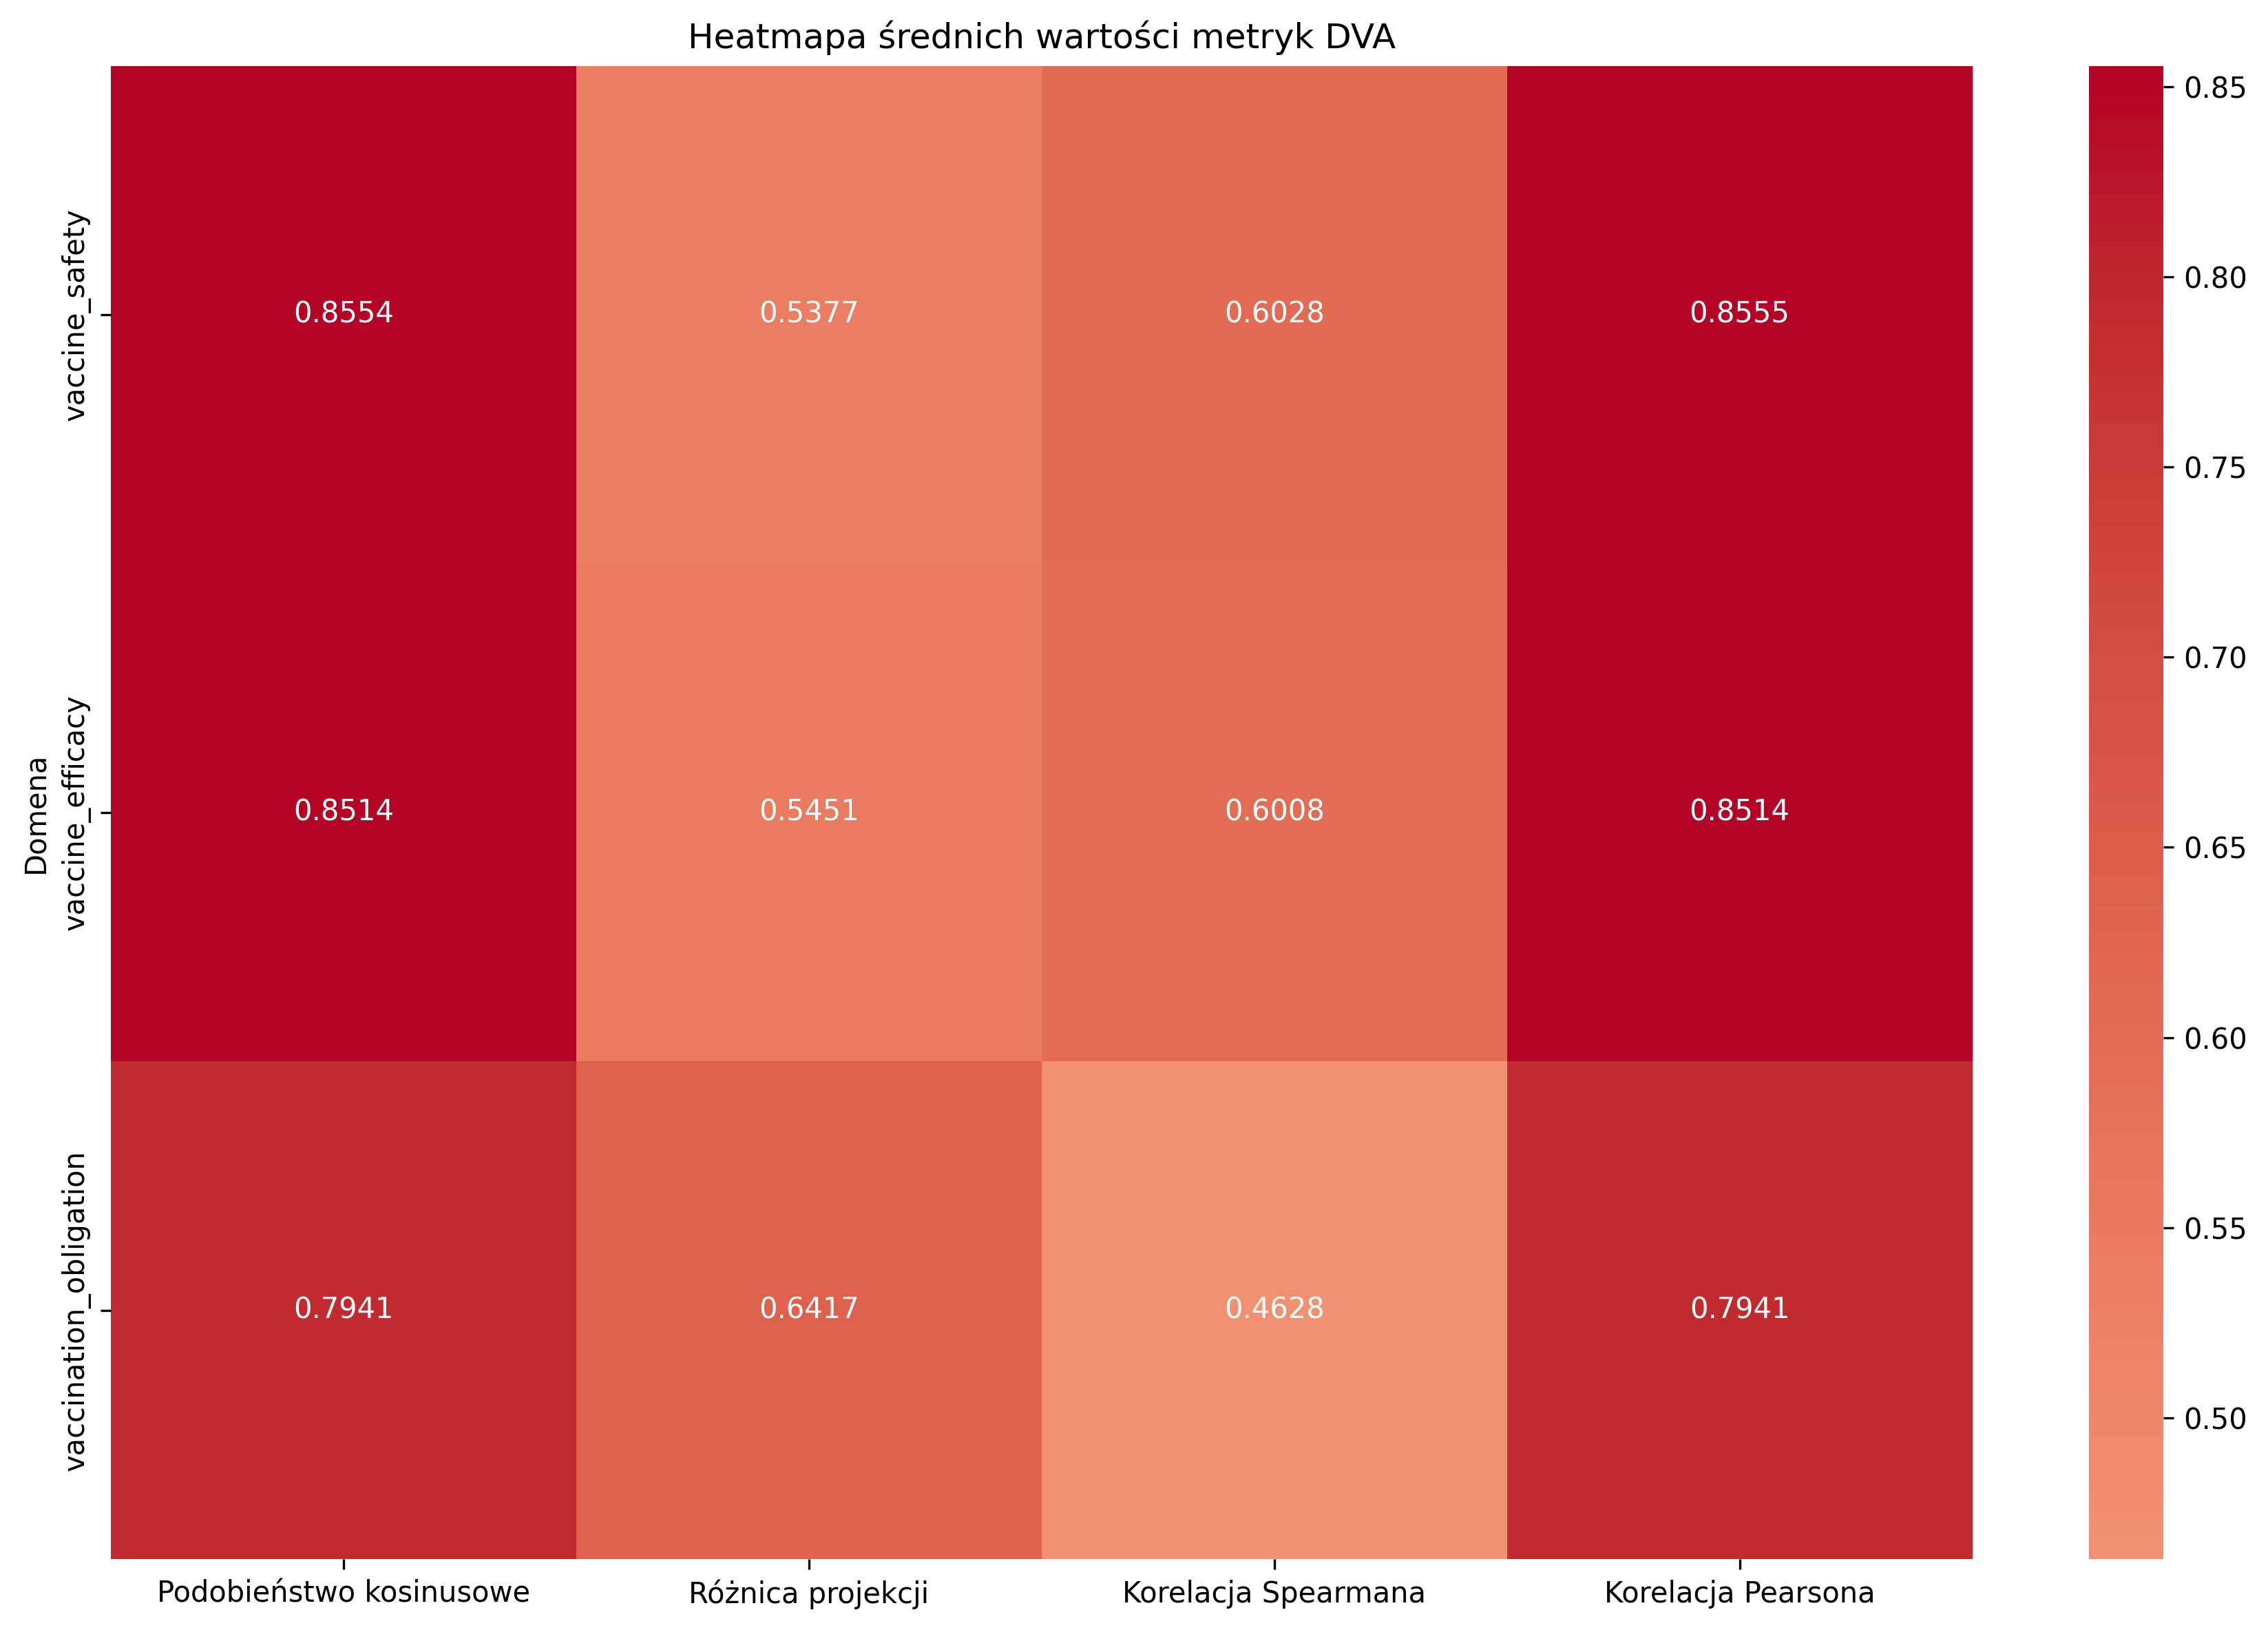 Heatmapa średnich wartości metryk DVA
Domena
vaccine_safety
0.8554 0.5377 0.6028 0.8555
vaccine_efficacy
0.8514 0.5451 0.6008 0.8514
vaccination_obligation
0.7941 0.6417 0.4628 0.7941
Podobieństwo kosinusowe Różnica projekcji Korelacja Spearmana Korelacja Pearsona
0.85
0.80
0.75
0.70
0.65
0.60
0.55
0.50